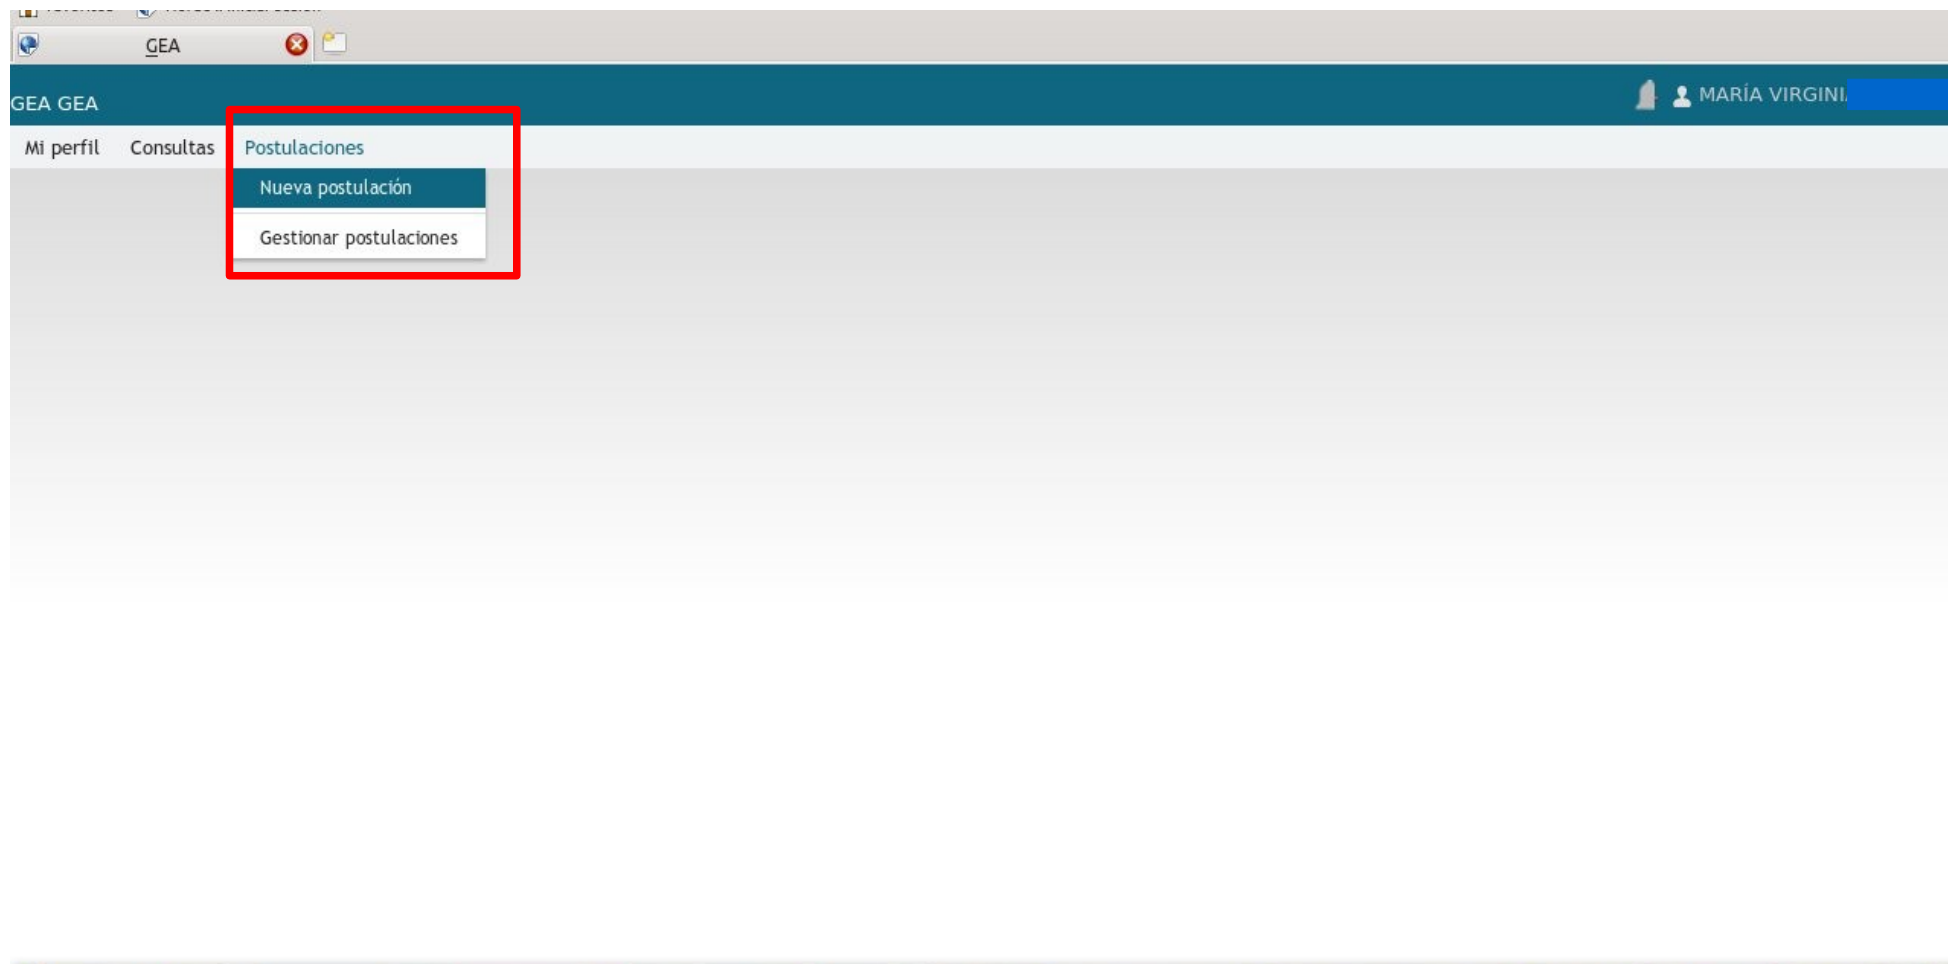 GEA
GEA GEA
MARÍA VIRGINI
Mi perfil Consultas Postulaciones
Nueva postulación
Gestionar postulaciones